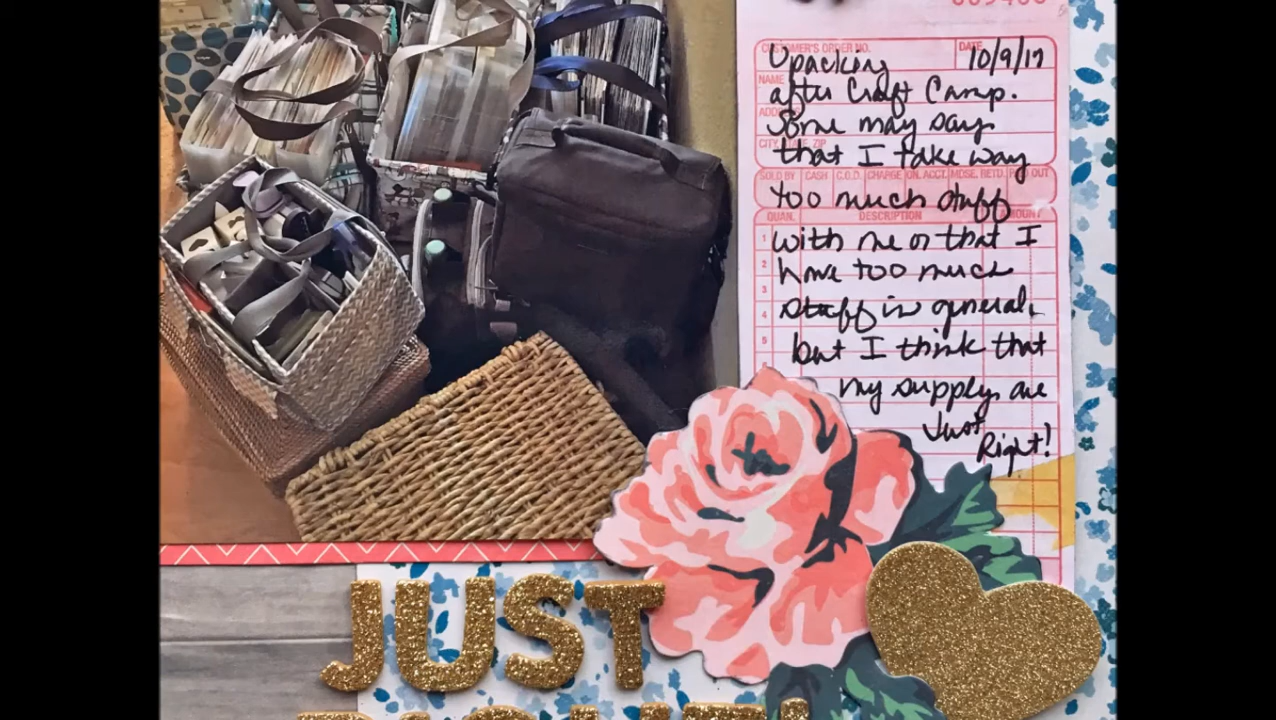 CUSTOMER'S ORDER NO. DATE
Upacking 10/9/17
NAME
after Craft Camp.
Some may say
CITY, STATE, ZIP
that I take way
SOLD BY CASH C.O.D. CHARGE ON. ACCT. MDSE. RETD. PAID OUT
too much stuff
QUAN. DESCRIPTION AMOUNT
1 with me or that I
2 have too much
3
4 stuff in general,
5 but I think that
my supply are
Just
Right!
JUST
RIGHT!